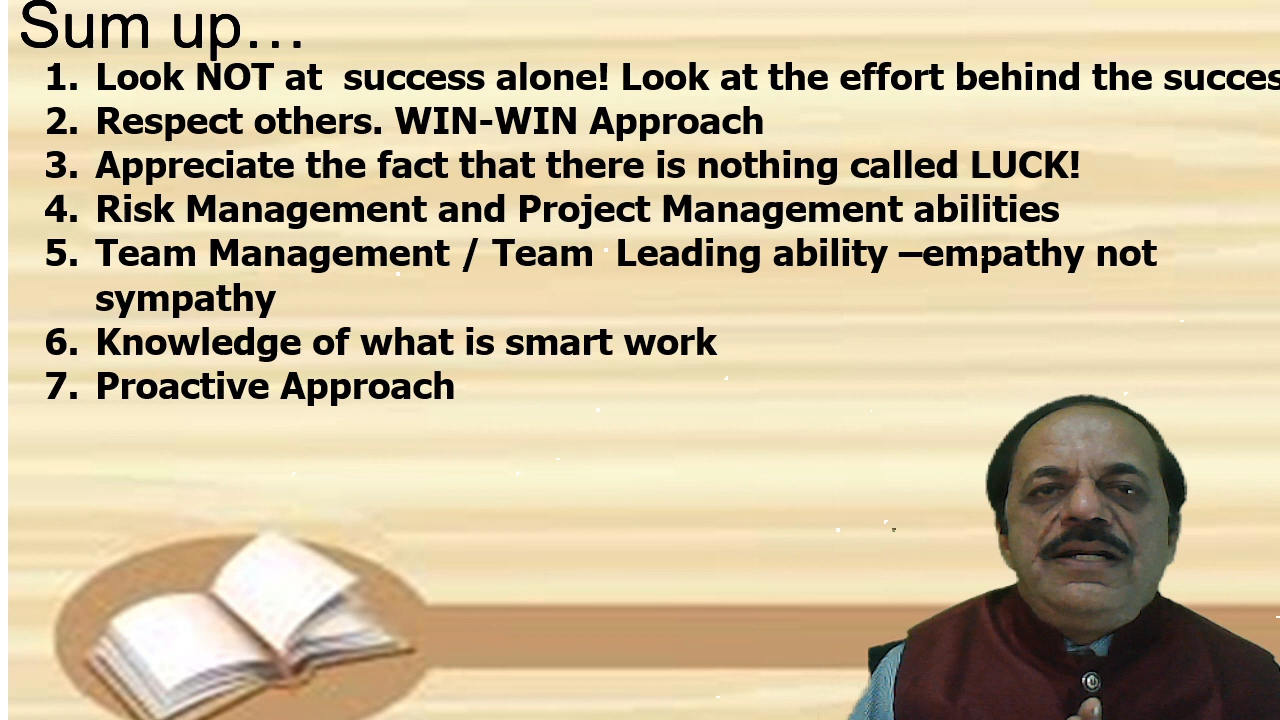 Sum up...
1. Look NOT at  success alone! Look at the effort behind the succes
2. Respect others. WIN-WIN Approach
3. Appreciate the fact that there is nothing called LUCK!
4. Risk Management and Project Management abilities
5. Team Management / Team  Leading ability –empathy not
sympathy
6. Knowledge of what is smart work
7. Proactive Approach